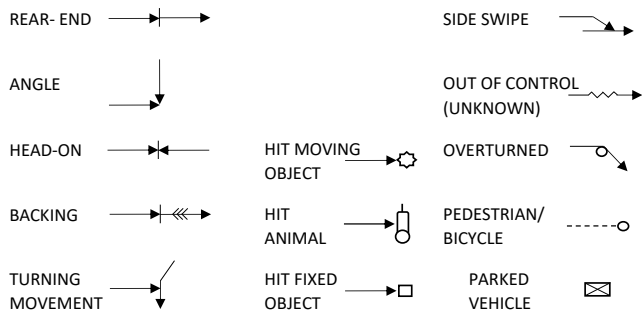 REAR- END
ANGLE
HEAD-ON
BACKING
TURNING
MOVEMENT
HIT MOVING
OBJECT
HIT
ANIMAL
HIT FIXED
OBJECT
SIDE SWIPE
OUT OF CONTROL
(UNKNOWN)
OVERTURNED
PEDESTRIAN/
BICYCLE
PARKED
VEHICLE